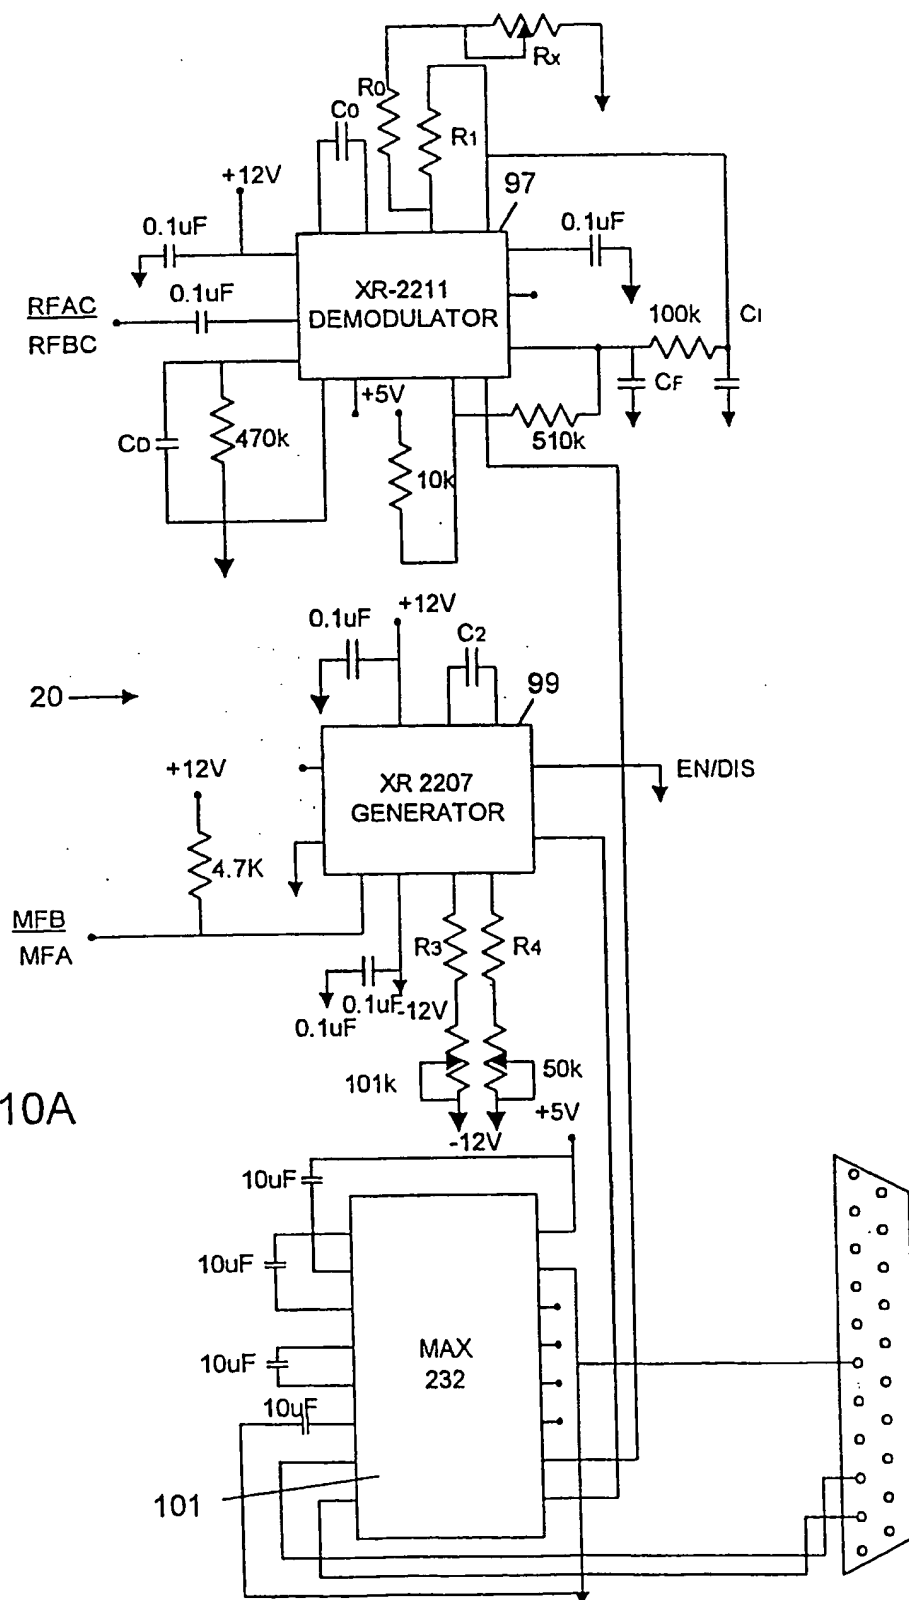 Rx
R0
C0
R1
+12V
97
0.1uF
0.1uF
XR-2211
DEMODULATOR
RFAC
RFBC
0.1uF
100k
CI
CF
+5V
CD
470k
510k
10k
+12V
0.1uF
C2
20
99
+12V
XR 2207
GENERATOR
EN/DIS
4.7K
MFB
MFA
R3
R4
0.1uF
-12V
0.1uF
101k
50k
10A
+5V
-12V
10uF
10uF
MAX
232
10uF
10uF
101